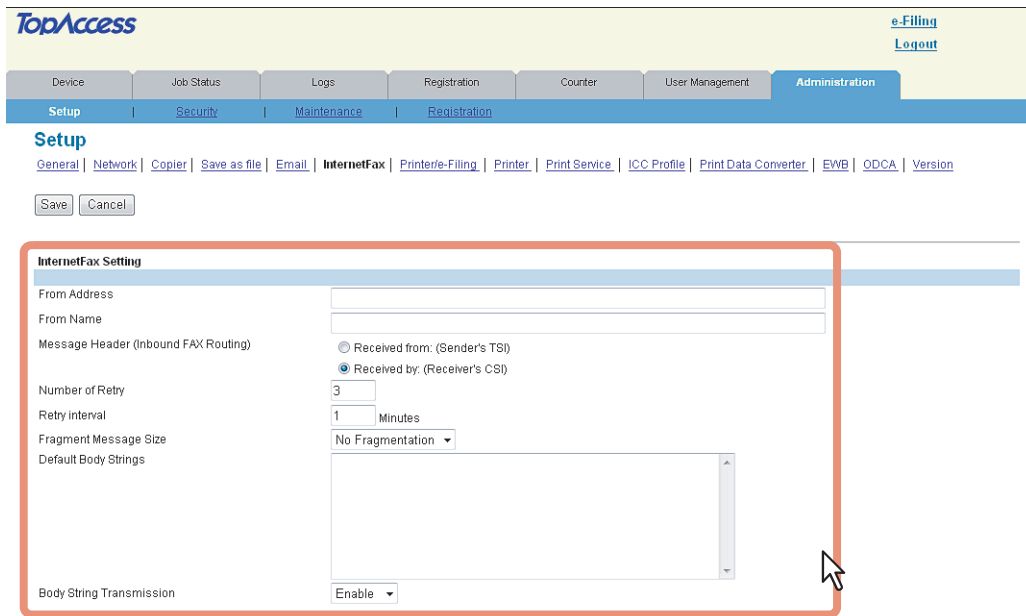 TopAccess
e-Filing
Logout
Device Job Status Logs Registration Counter User Management Administration
Setup | Security | Maintenance | Registration
Setup
General | Network | Copier | Save as file | Email | InternetFax | Printer/e-Filing | Printer | Print Service | ICC Profile | Print Data Converter | EWB | ODCA | Version
Save Cancel
InternetFax Setting
From Address
From Name
Message Header (Inbound FAX Routing) Received from: (Sender's TSI)
Received by: (Receiver's CSI)
Number of Retry 3
Retry interval 1 Minutes
Fragment Message Size No Fragmentation
Default Body Strings
Body String Transmission Enable